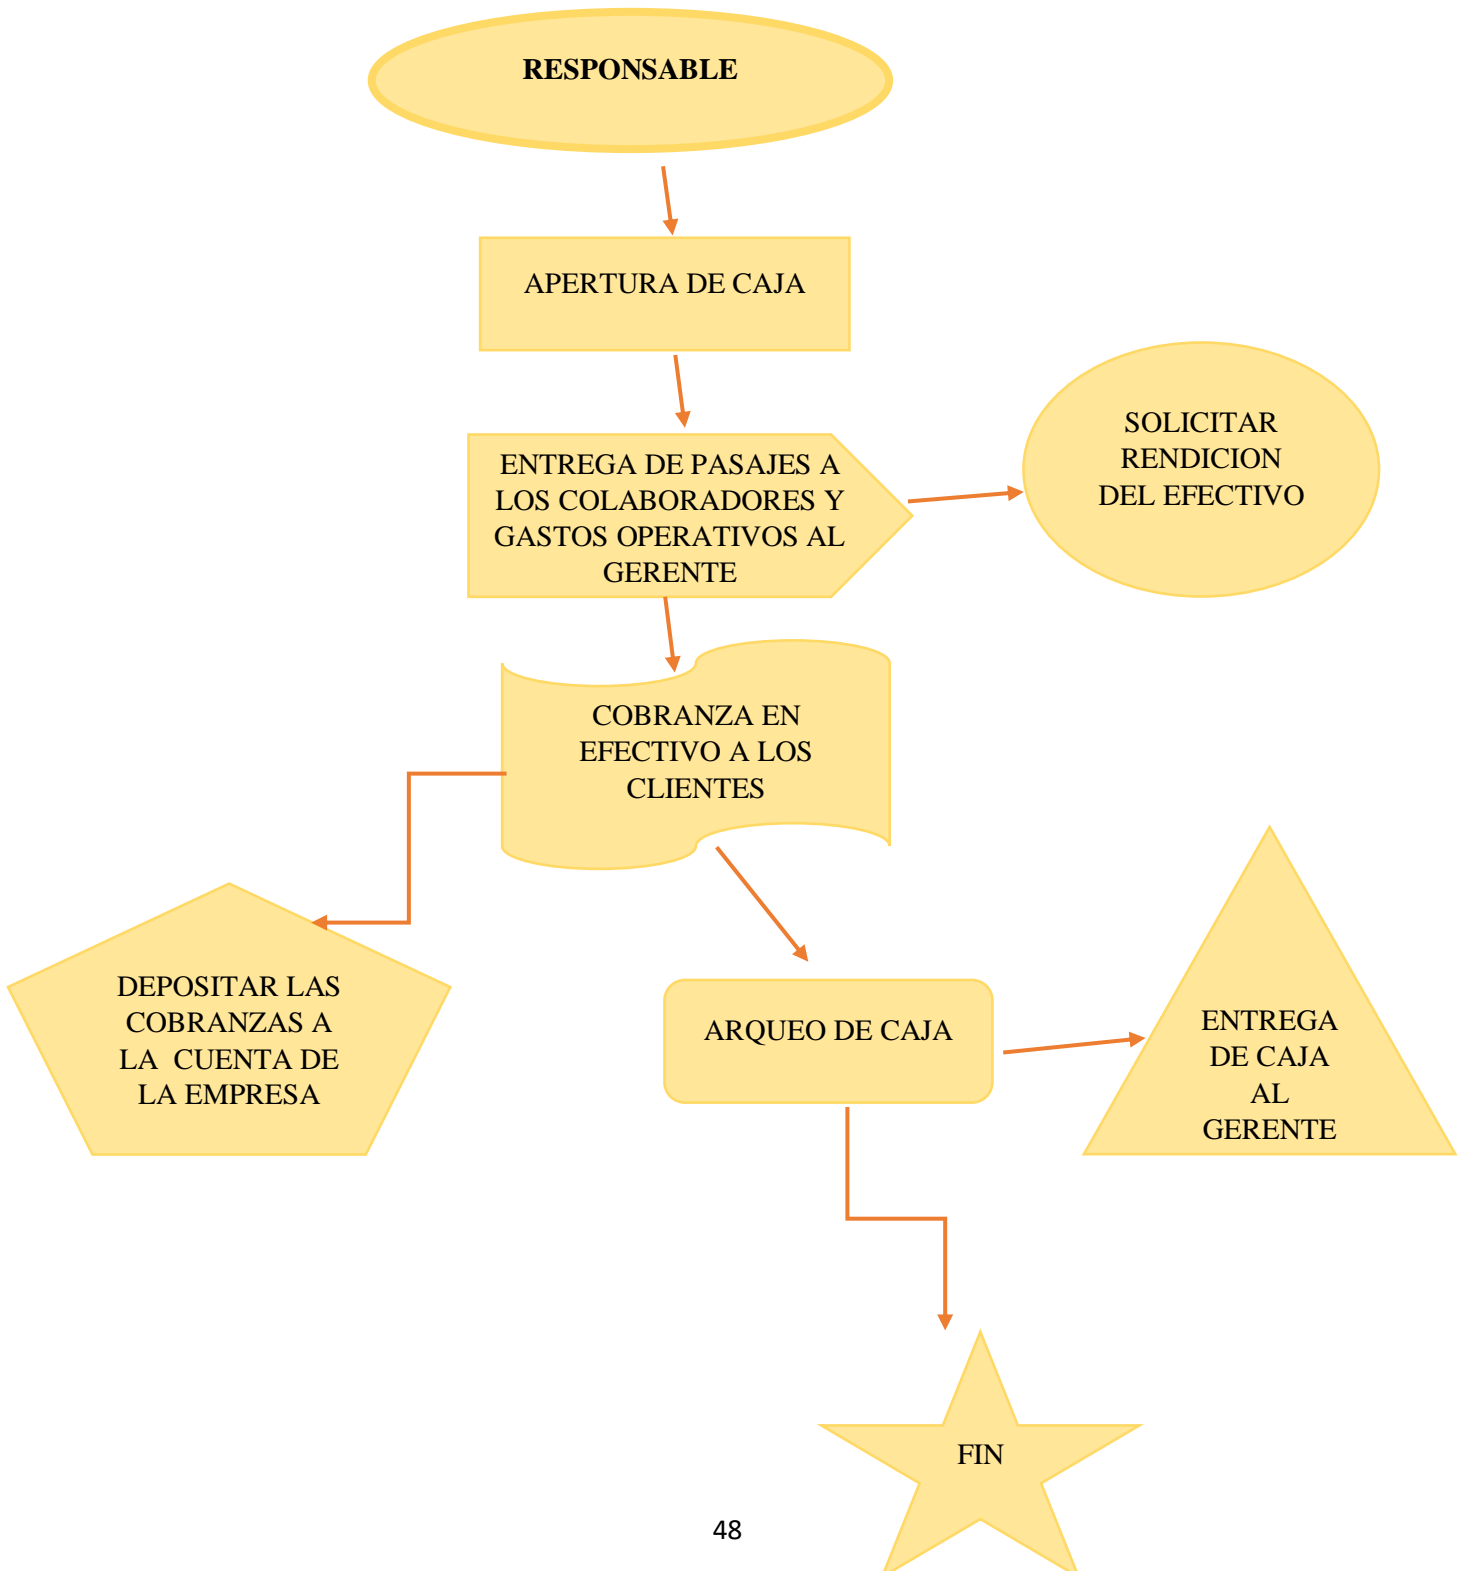 RESPONSABLE
APERTURA DE CAJA
ENTREGA DE PASAJES A
LOS COLABORADORES Y
GASTOS OPERATIVOS AL
GERENTE
SOLICITAR
RENDICION
DEL EFECTIVO
COBRANZA EN
EFECTIVO A LOS
CLIENTES
DEPOSITAR LAS
COBRANZAS A
LA  CUENTA DE
LA EMPRESA
ARQUEO DE CAJA
ENTREGA
DE CAJA
AL
GERENTE
FIN
48